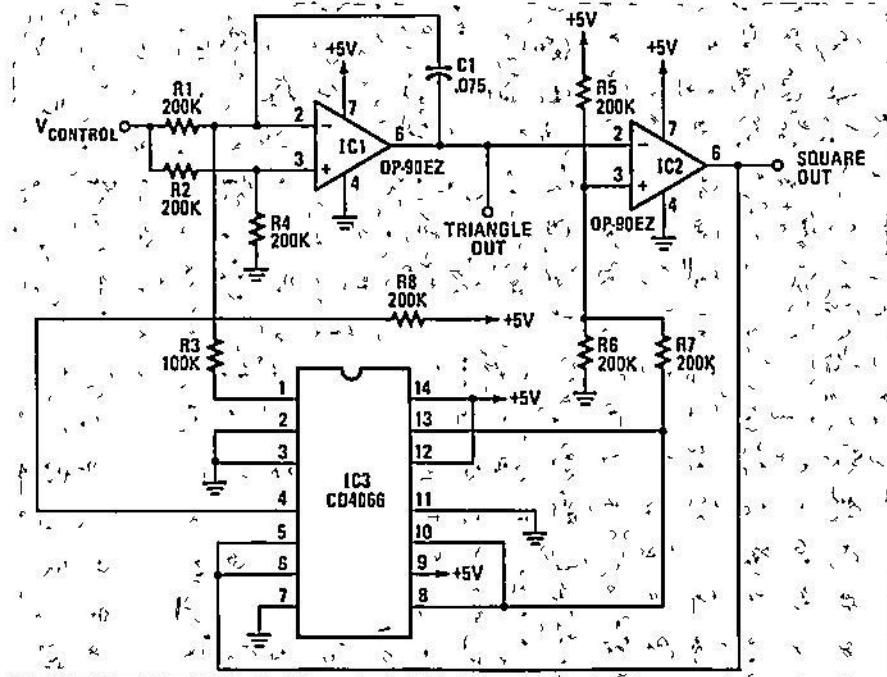 +5V
C1
.075
+5V
+5V
R1
200K
R5
200K
VCONTROL
2
7
IC1
6
3
4
OP-90EZ
R2
200K
R4
200K
TRIANGLE
OUT
2
7
IC2
6
3
4
OP-90EZ
SQUARE
OUT
R8
200K
+5V
R3
100K
R6
200K
R7
200K
1
14
+5V
2
13
3
12
IC3
CD4066
4
11
5
10
6
9
+5V
7
8